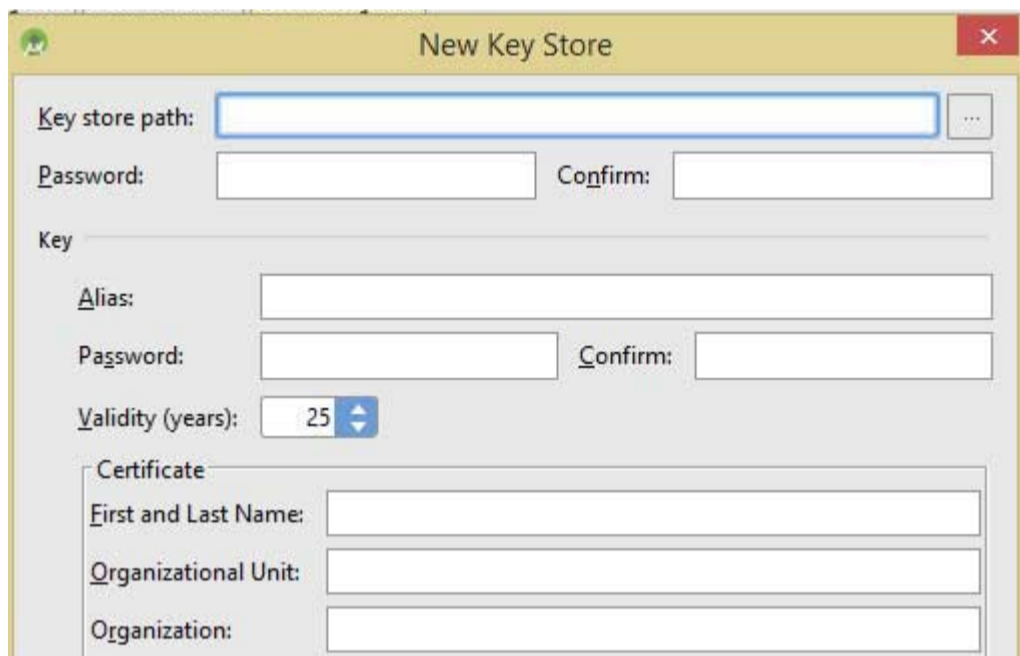 New Key Store
Key store path:
...
Password:
Confirm:
Key
Alias:
Password:
Confirm:
Validity (years):
25
Certificate
First and Last Name:
Organizational Unit:
Organization: